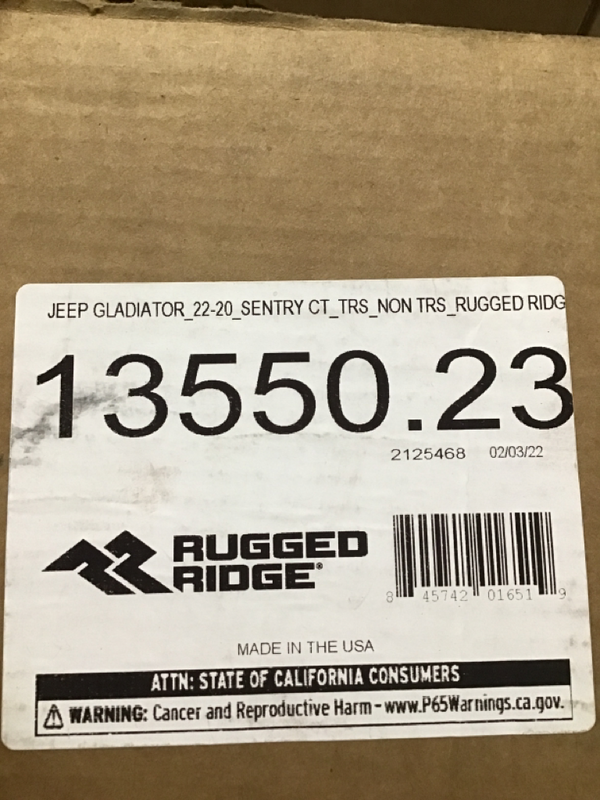 JEEP GLADIATOR_22-20_SENTRY CT_TRS_NON TRS_RUGGED RIDG
13550.23
2125468 02/03/22
RUGGED
RIDGE®
8 45742 01651 9
MADE IN THE USA
ATTN: STATE OF CALIFORNIA CONSUMERS
⚠ WARNING: Cancer and Reproductive Harm - www.P65Warnings.ca.gov.